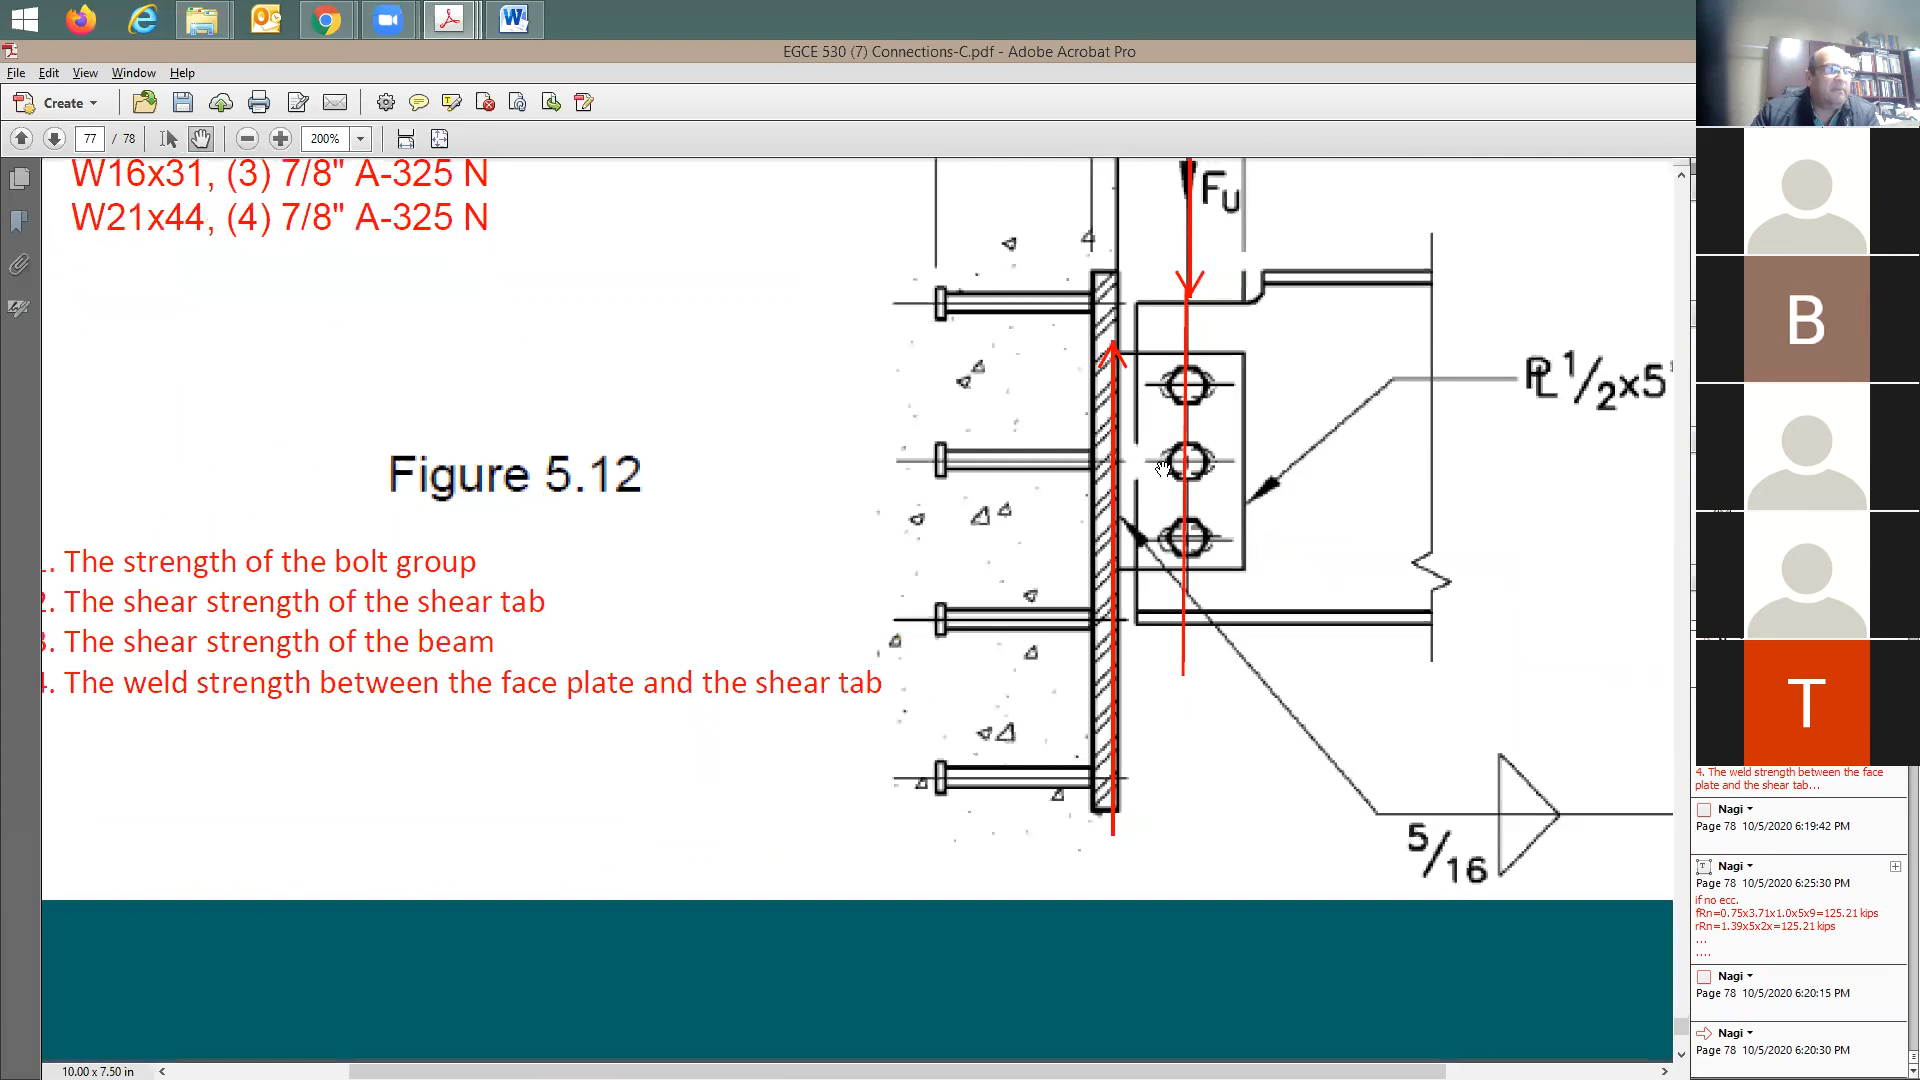 EGCE 530 (7) Connections-C.pdf - Adobe Acrobat Pro
File Edit View Window Help
Create
77 / 78 200%
W16x31, (3) 7/8" A-325 N
W21x44, (4) 7/8" A-325 N
FU
4
PL 1/2x5"
Figure 5.12
1. The strength of the bolt group
2. The shear strength of the shear tab
3. The shear strength of the beam
4. The weld strength between the face plate and the shear tab
5/16
10.00 x 7.50 in
B
T
4. The weld strength between the face
plate and the shear tab...
Nagi
Page 78 10/5/2020 6:19:42 PM
Nagi
Page 78 10/5/2020 6:25:30 PM
if no ecc.
fRn=0.75x3.71x1.0x5x9=125.21 kips
rRn=1.39x5x2x=125.21 kips
...
....
Nagi
Page 78 10/5/2020 6:20:15 PM
Nagi
Page 78 10/5/2020 6:20:30 PM